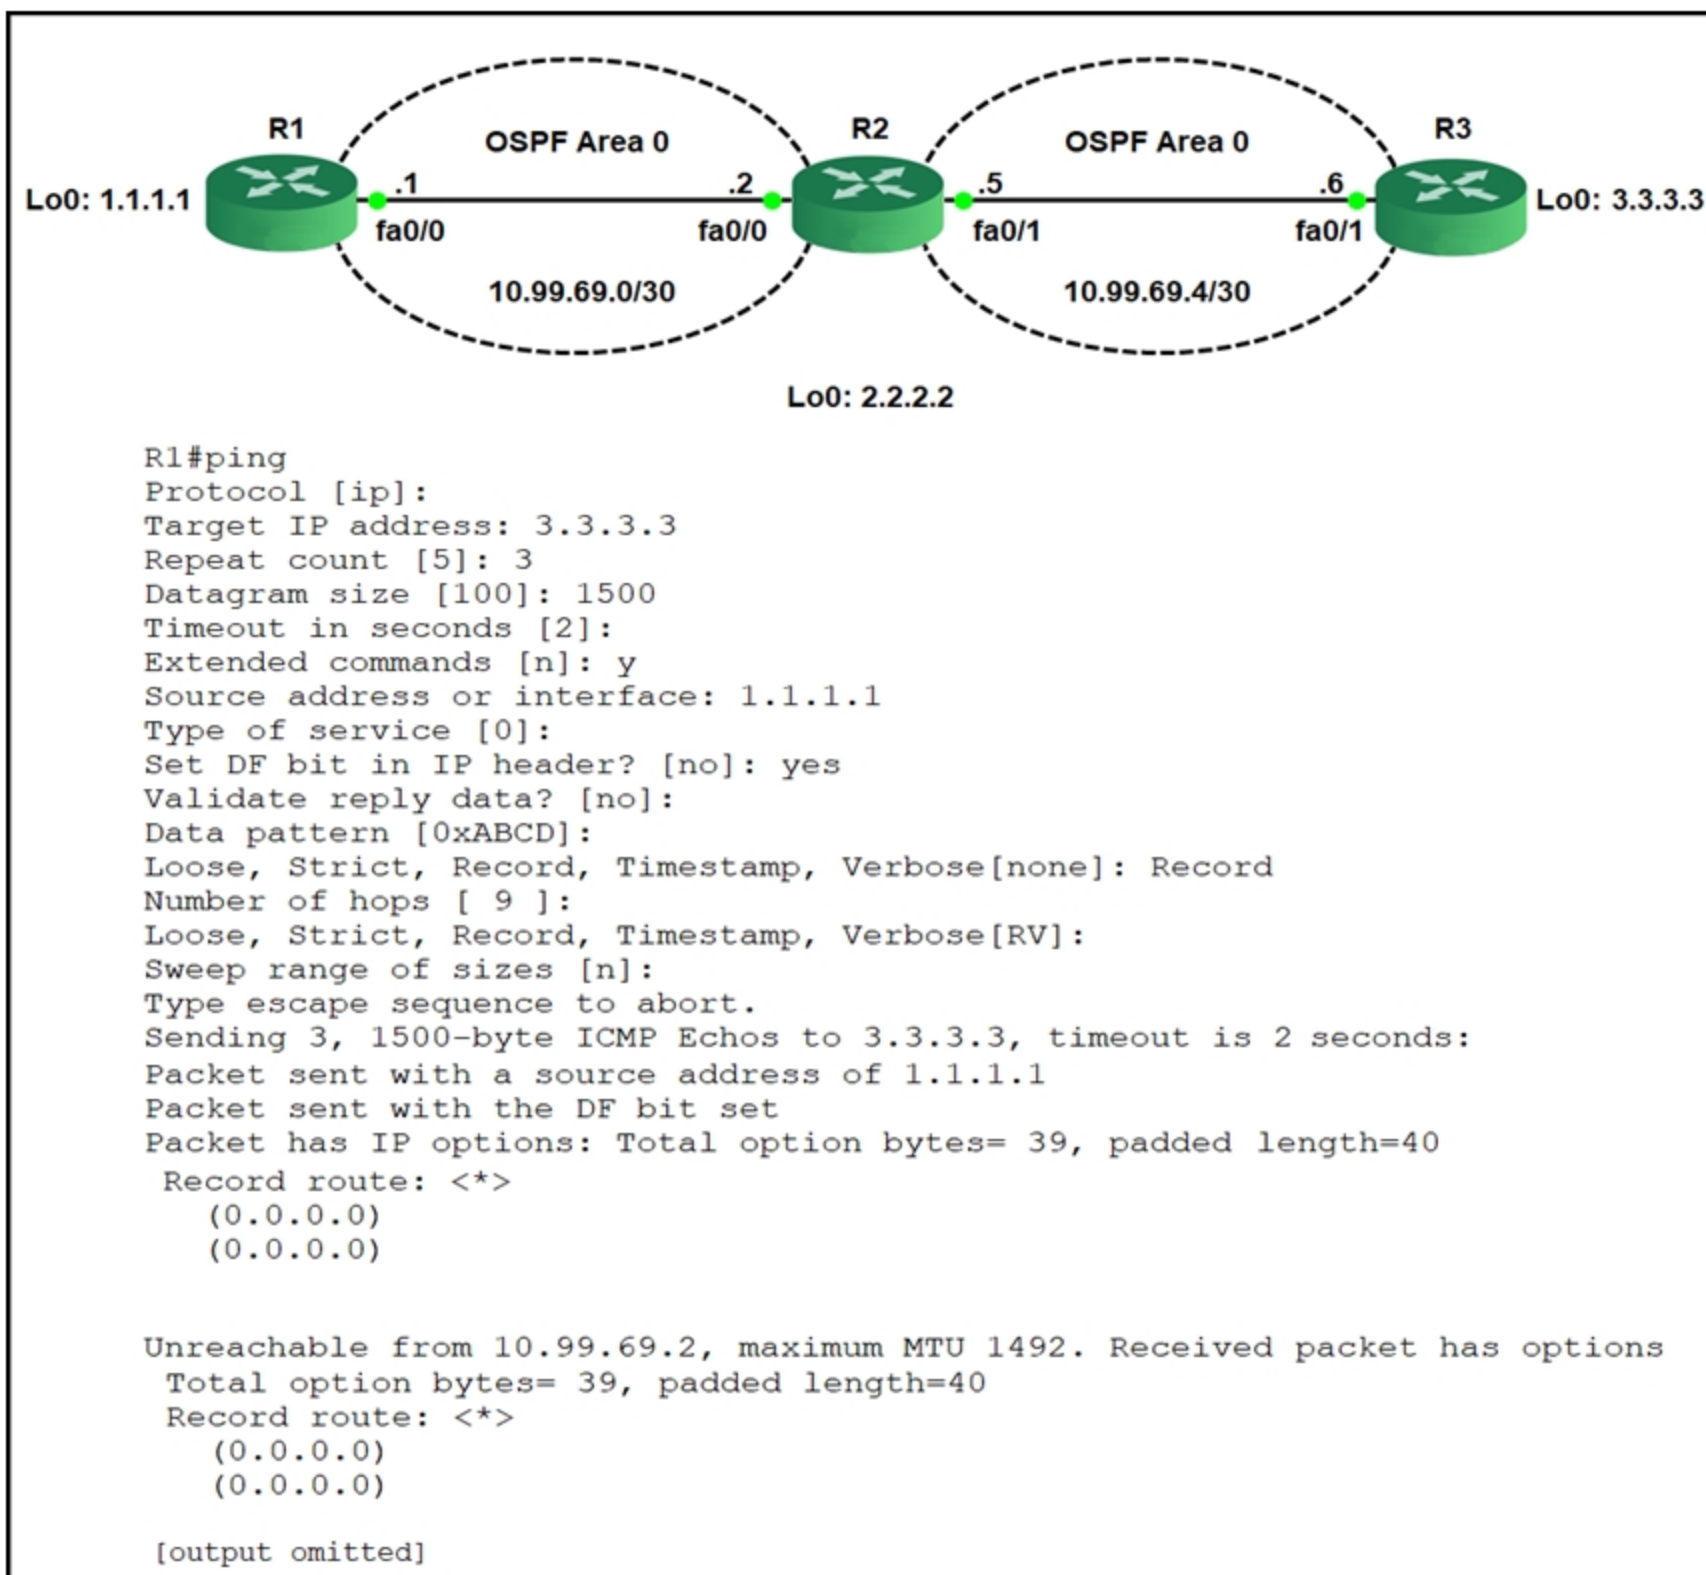 R1
R2
R3
OSPF Area 0
OSPF Area 0
Lo0: 1.1.1.1
.1
.2
.5
.6
Lo0: 3.3.3.3
fa0/0
fa0/0
fa0/1
fa0/1
10.99.69.0/30
10.99.69.4/30
Lo0: 2.2.2.2
R1#ping
Protocol [ip]:
Target IP address: 3.3.3.3
Repeat count [5]: 3
Datagram size [100]: 1500
Timeout in seconds [2]:
Extended commands [n]: y
Source address or interface: 1.1.1.1
Type of service [0]:
Set DF bit in IP header? [no]: yes
Validate reply data? [no]:
Data pattern [0xABCD]:
Loose, Strict, Record, Timestamp, Verbose[none]: Record
Number of hops [ 9 ]:
Loose, Strict, Record, Timestamp, Verbose[RV]:
Sweep range of sizes [n]:
Type escape sequence to abort.
Sending 3, 1500-byte ICMP Echos to 3.3.3.3, timeout is 2 seconds:
Packet sent with a source address of 1.1.1.1
Packet sent with the DF bit set
Packet has IP options: Total option bytes= 39, padded length=40
Record route: <*>
(0.0.0.0)
(0.0.0.0)
Unreachable from 10.99.69.2, maximum MTU 1492. Received packet has options
Total option bytes= 39, padded length=40
Record route: <*>
(0.0.0.0)
(0.0.0.0)
[output omitted]